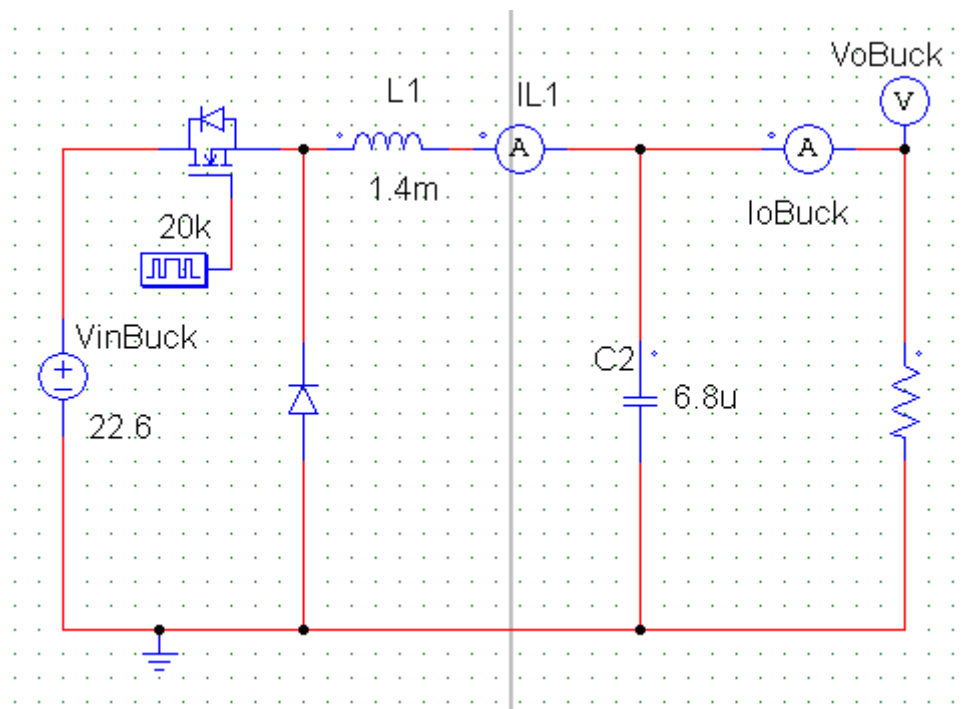 VoBuck
V
L1
IL1
A
A
1.4m
IoBuck
20k
VinBuck
C2
6.8u
22.6